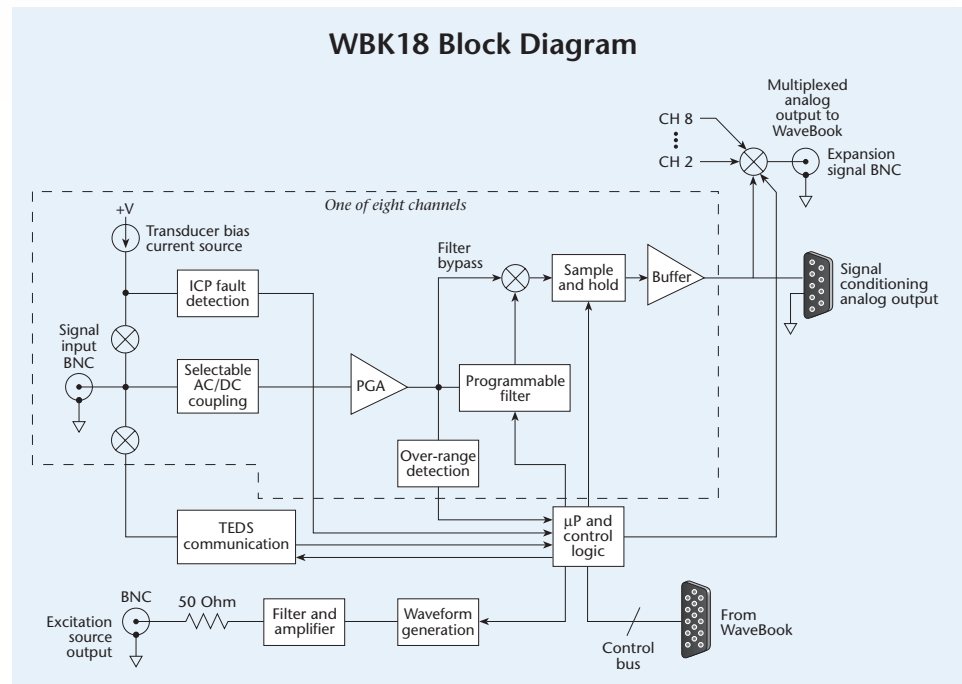 WBK18 Block Diagram
Multiplexed
analog
output to
WaveBook
CH 8
CH 2
Expansion
signal BNC
One of eight channels
+V
Transducer bias
current source
ICP fault
detection
Filter
bypass
Sample
and hold
Buffer
Signal
conditioning
analog output
Signal
input
BNC
Selectable
AC/DC
coupling
PGA
Programmable
filter
Over-range
detection
TEDS
communication
µP and
control
logic
BNC
50 Ohm
Excitation
source
output
Filter and
amplifier
Waveform
generation
Control
bus
From
WaveBook